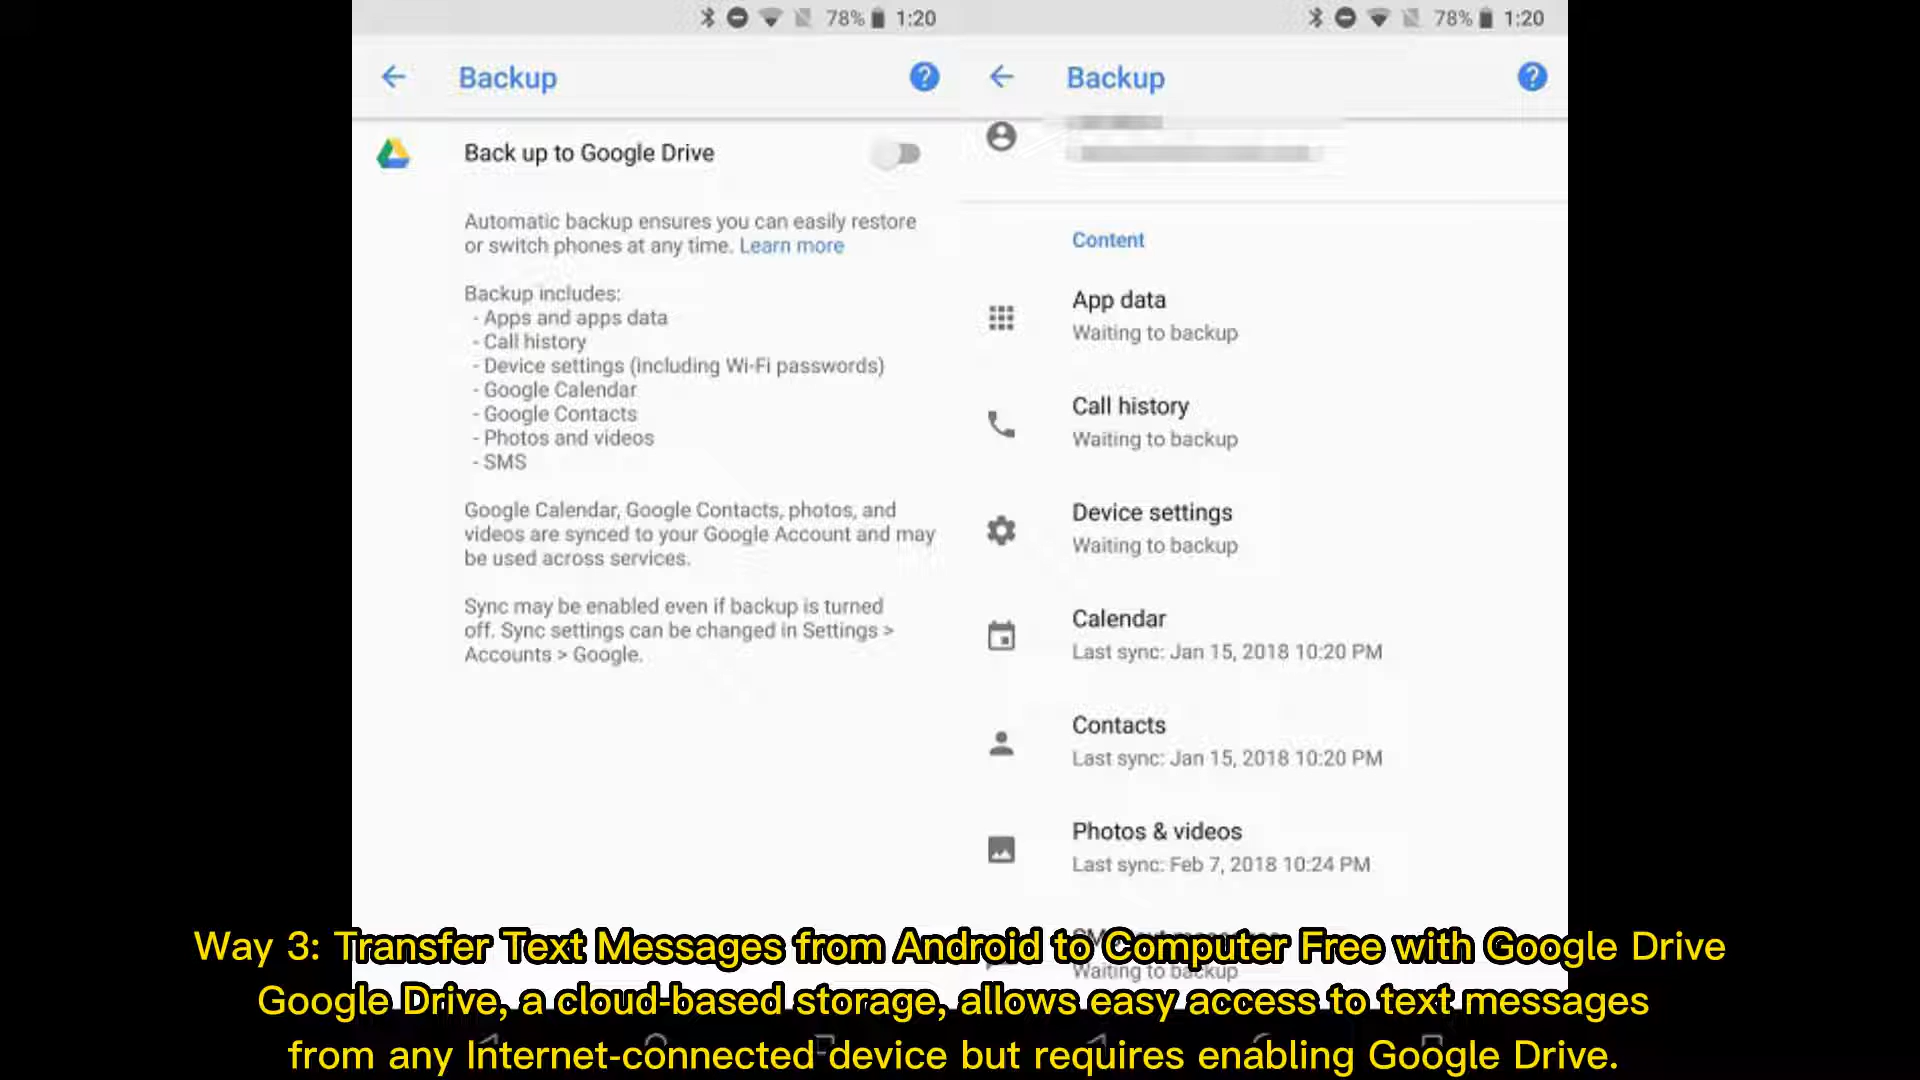 78% 1:20
Backup
Back up to Google Drive
Automatic backup ensures you can easily restore
or switch phones at any time. Learn more
Backup includes:
- Apps and apps data
- Call history
- Device settings (including Wi-Fi passwords)
- Google Calendar
- Google Contacts
- Photos and videos
- SMS
Google Calendar, Google Contacts, photos, and
videos are synced to your Google Account and may
be used across services.
Sync may be enabled even if backup is turned
off. Sync settings can be changed in Settings >
Accounts > Google.
78% 1:20
Backup
Content
App data
Waiting to backup
Call history
Waiting to backup
Device settings
Waiting to backup
Calendar
Last sync: Jan 15, 2018 10:20 PM
Contacts
Last sync: Jan 15, 2018 10:20 PM
Photos & videos
Last sync: Feb 7, 2018 10:24 PM
Waiting to backup
Way 3: Transfer Text Messages from Android to Computer Free with Google Drive
Google Drive, a cloud-based storage, allows easy access to text messages
from any Internet-connected device but requires enabling Google Drive.